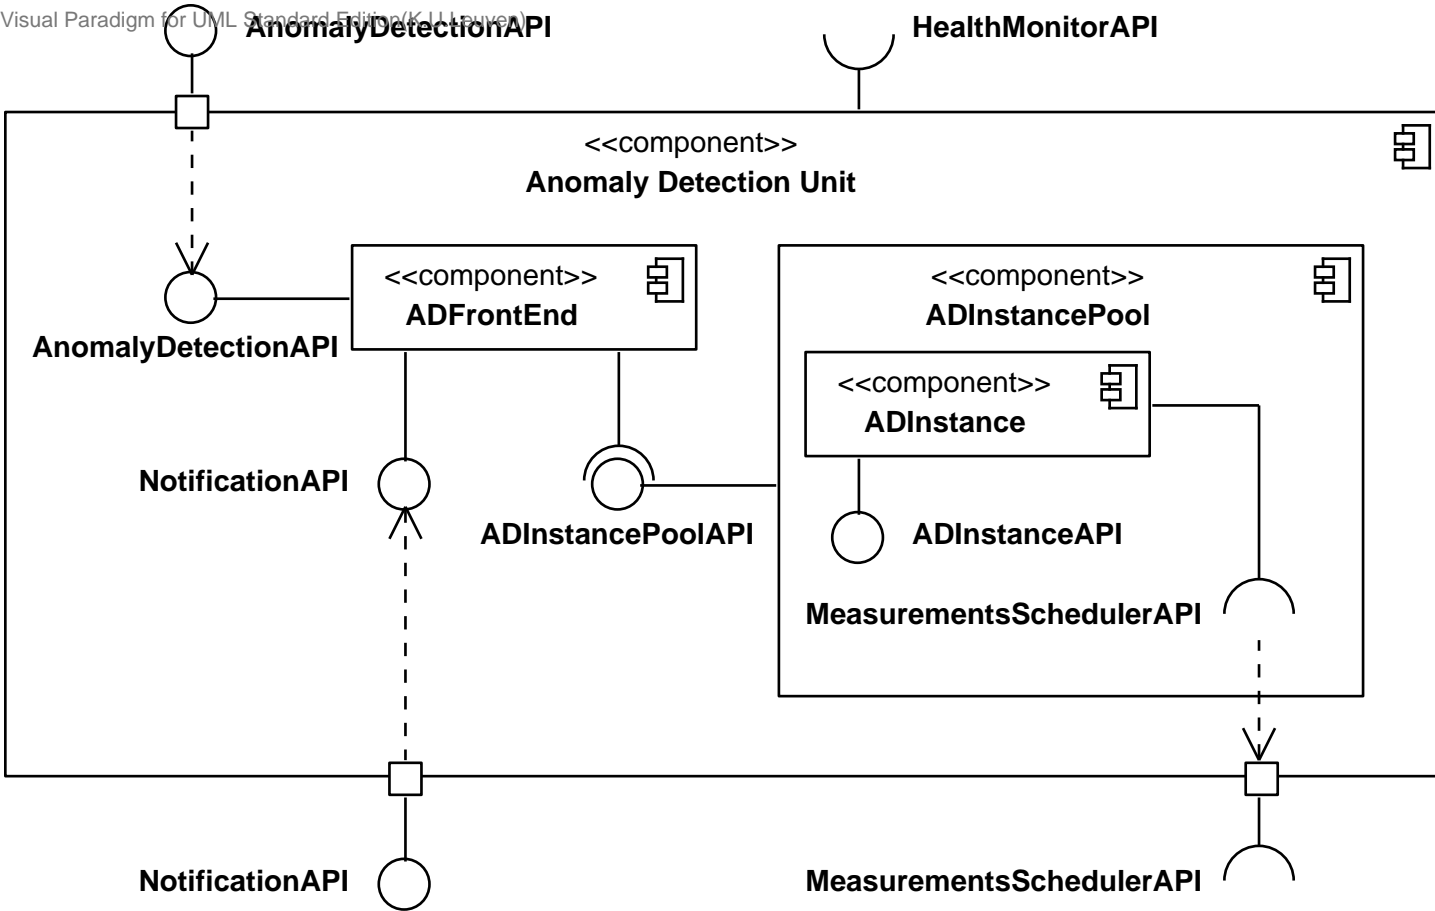 Visual Paradigm for UML Standard Edition(K.U.Leuven)
AnomalyDetectionAPI
HealthMonitorAPI
<<component>>
Anomaly Detection Unit
<<component>>
ADFrontEnd
<<component>>
ADInstancePool
AnomalyDetectionAPI
<<component>>
ADInstance
NotificationAPI
ADInstancePoolAPI
ADInstanceAPI
MeasurementsSchedulerAPI
NotificationAPI
MeasurementsSchedulerAPI